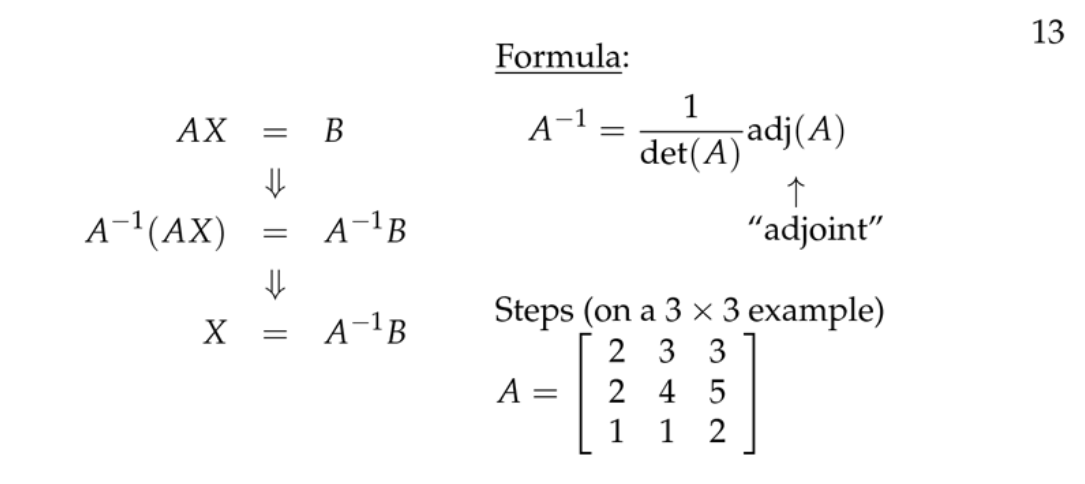 13
AX = B
⇓
A⁻¹(AX) = A⁻¹B
⇓
X = A⁻¹B
Formula:
A⁻¹ = 1/det(A) adj(A)
↑
“adjoint”
Steps (on a 3 × 3 example)
A = [ 2 3 3
2 4 5
1 1 2 ]